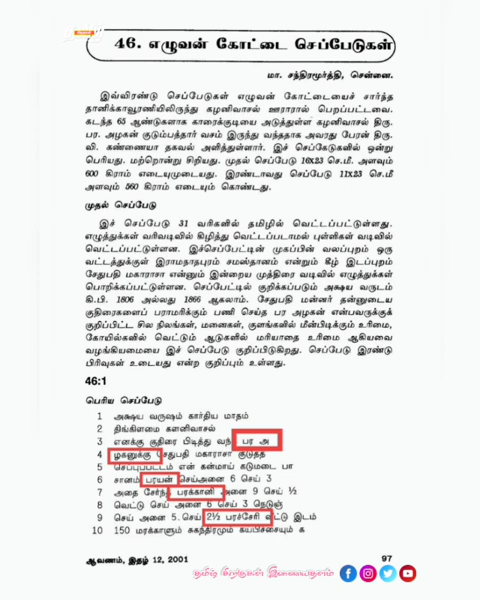 46. எழுவன் கோட்டை செப்பேடுகள்
மா. சந்திரமூர்த்தி, சென்னை.
இவ்விரண்டு செப்பேடுகள் எழுவன் கோட்டையைச் சார்ந்த
தானிக்காவூரணியிலிருந்து கழனிவாசல் ஊராரால் பெறப்பட்டவை.
கடந்த 65 ஆண்டுகளாக காரைக்குடியை அடுத்துள்ள கழனிவாசல் திரு.
பர. அழகன் குடும்பத்தார் வசம் இருந்து வந்ததாக அவரது பேரன் திரு.
வி. கண்ணையா தகவல் அளித்துள்ளார். இச் செப்கேடுகளில் ஒன்று
பெரியது. மற்றொன்று சிறியது. முதல் செப்பேடு 16x23 செ.மீ. அளவும்
600 கிராம் எடையுமுடையது. இரண்டாவது செப்பேடு 11x23 செ.மீ
அளவும் 560 கிராம் எடையும் கொண்டது.
முதல் செப்பேடு
இச் செப்பேடு 31 வரிகளில் தமிழில் வெட்டப்பட்டுள்ளது.
எழுத்துக்கள் வரிவடிவில் கிழித்து வெட்டப்படாமல் புள்ளிகள் வடிவில்
வெட்டப்பட்டுள்ளன. இச்செப்பேட்டின் முகப்பின் வலப்புறம் ஒரு
வட்டத்துக்குள் இராமநாதபுரம் சமஸ்தானம் என்றும் கீழ் இடப்புறம்
சேதுபதி மகாராசா என்னும் இன்றைய முத்திரை வடிவில் எழுத்துக்கள்
பொறிக்கப்பட்டுள்ளன. செப்பேட்டில் குறிக்கப்படும் அக்ஷய வருடம்
கி.பி. 1806 அல்லது 1866 ஆகலாம். சேதுபதி மன்னர் தன்னுடைய
குதிரைகளைப் பராமரிக்கும் பணி செய்த பர அழகன் என்பவருக்குக்
குறிப்பிட்ட சில நிலங்கள், மனைகள், குளங்களில் மீன்பிடிக்கும் உரிமை,
கோயில்களில் வெட்டும் ஆடுகளில் மரியாதை உரிமை ஆகியவை
வழங்கியமையை இச் செப்பேடு குறிப்பிடுகிறது. செப்பேடு இரண்டு
பிரிவுகள் உடையது என்ற குறிப்பும் உள்ளது.
46:1
பெரிய செப்பேடு
1 அக்ஷய வருஷம் கார்திய மாதம்
2 திங்கிளமை களனிவாசல்
3 எனக்கு குதிரை பிடித்து வந் பர அ
4 ழகனுக்கு சேதுபதி மகாராசா குடுத்த
5 செப்புப்பட்டம் என் கன்மாய் கடுமடை பா
6 சானம் பரயன் செய்அனை 6 செய் 3
7 அதை சேர்ந்த பரக்கானி அனை 9 செய் ½
8 வெட்டு செய் அனை 6 செய் 3 நெடுஞ்
9 செய் அனை 5. செய் 2½ பரச்சேரி வீட்டு இடம்
10 150 மரக்காளும் சுகந்திரமும் கயிபிச்சையும் க
ஆவணம், இதழ் 12, 2001
97